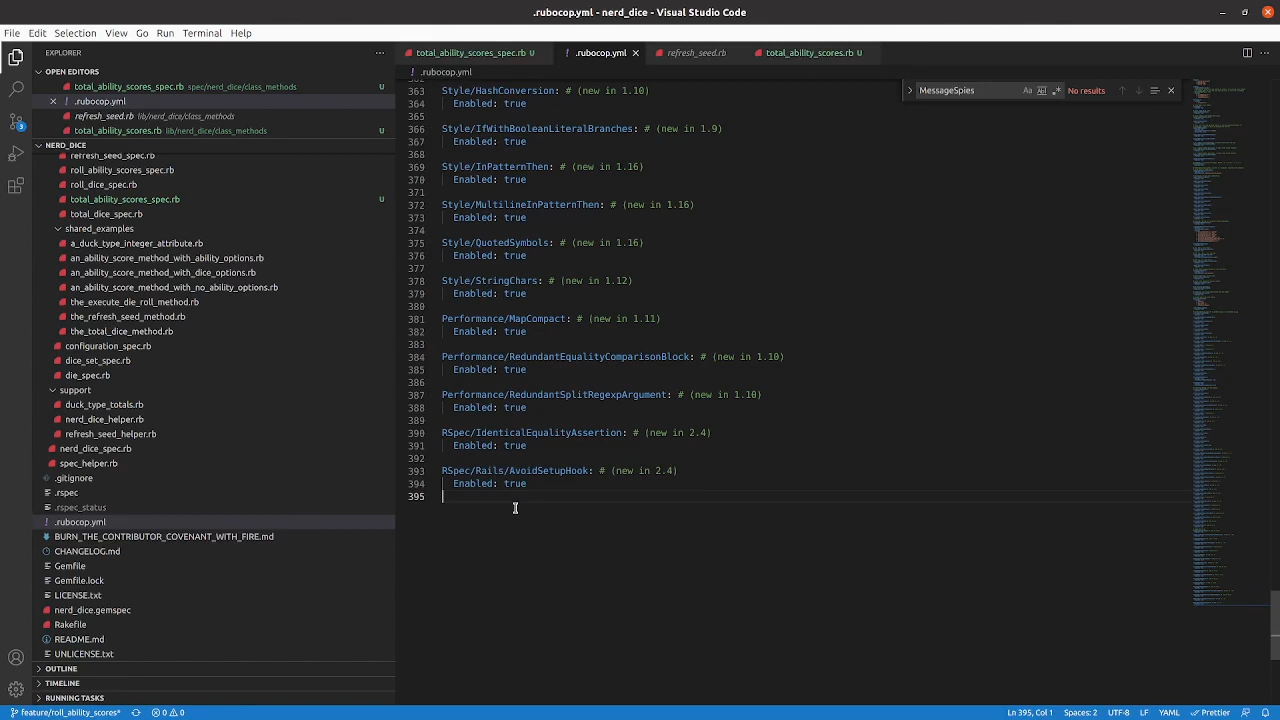 .rubocop.yml - nerd_dice - Visual Studio Code
File Edit Selection View Go Run Terminal Help
EXPLORER
total_ability_scores_spec.rb U
.rubocop.yml
refresh_seed.rb
total_ability_scores.rb U
OPEN EDITORS
total_ability_scores_spec.rb spec/nerd_dice/class_methods U
.rubocop.yml
refresh_seed.rb lib/nerd_dice/class_methods
total_ability_scores.rb lib/nerd_dice/class_methods U
NERD_DICE
refresh_seed_spec.rb
roll_ability_scores_spec.rb
roll_dice_spec.rb
total_ability_scores_spec.rb U
total_dice_spec.rb
shared_examples
a_duck_type_integer_attribute.rb
an_ability_score_method_with_ability_options.rb
an_ability_score_method_with_dice_options.rb
an_ability_score_method_with_no_ability_options.rb
the_execute_die_roll_method.rb
the_refresh_seed_method.rb
the_total_dice_method.rb
configuration_spec.rb
dice_set_spec.rb
die_spec.rb
support
duck_type_totals.rb
nerd_dice_helper.rb
refresh_seed_helper.rb
nerd_dice_spec.rb
spec_helper.rb
.gitignore
.rspec
.rspec_status
.rubocop.yml
BURN_THE_CONTRIBUTOR_COVENANT_WITH_FIRE.md
CHANGELOG.md
Gemfile
Gemfile.lock
LICENSE.txt
nerd_dice.gemspec
Rakefile
README.md
UNLICENSE.txt
OUTLINE
TIMELINE
RUNNING TASKS
.rubocop.yml
MessageSpies Aa Ab .* No results
362
363 Style/HashConversion: # (new in 1.10)
364 Enabled: true
365
366 Style/IfWithBooleanLiteralBranches: # (new in 1.9)
367 Enabled: true
368
369 Style/InPatternThen: # (new in 1.16)
370 Enabled: true
371
372 Style/MultilineInPatternThen: # (new in 1.16)
373 Enabled: true
374
375 Style/QuotedSymbols: # (new in 1.16)
376 Enabled: true
377
378 Style/StringChars: # (new in 1.12)
379 Enabled: true
380
381 Performance/MapCompact: # (new in 1.11)
382 Enabled: true
383
384 Performance/RedundantEqualityComparisonBlock: # (new in 1.10)
385 Enabled: true
386
387 Performance/RedundantSplitRegexpArgument: # (new in 1.10)
388 Enabled: true
389
390 RSpec/IdenticalEqualityAssertion: # (new in 2.4)
391 Enabled: true
392
393 RSpec/Rails/AvoidSetupHook: # (new in 2.4)
394 Enabled: true
395
3
feature/roll_ability_scores* 0 0 Ln 395, Col 1 Spaces: 2 UTF-8 LF YAML Prettier